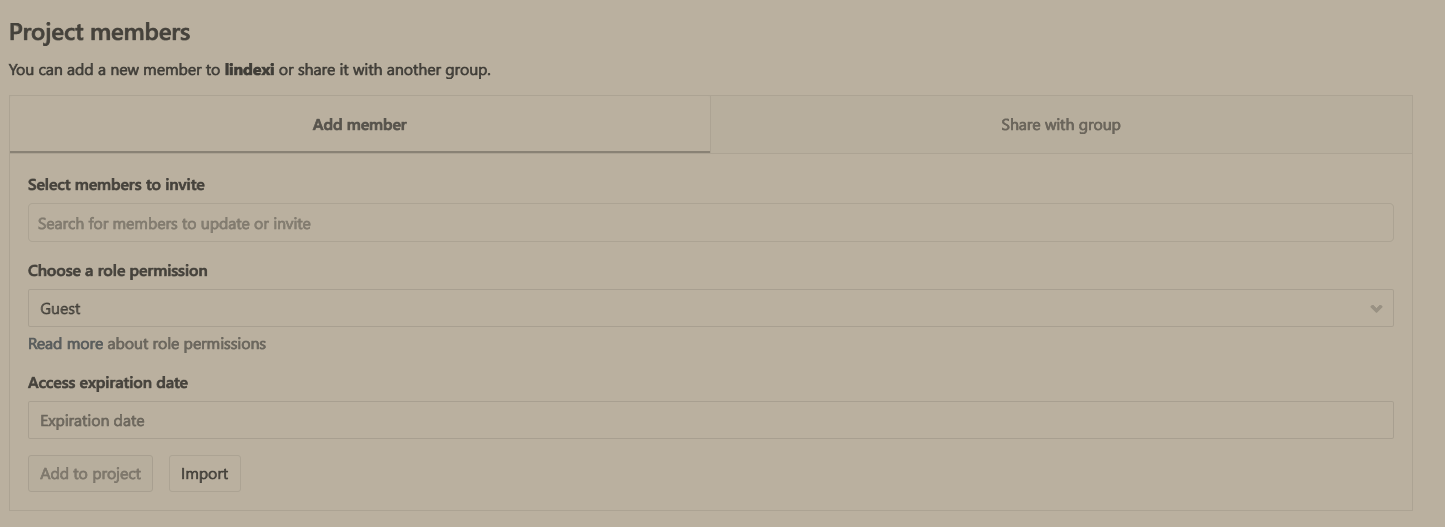 Project members
You can add a new member to lindexi or share it with another group.
Add member
Share with group
Select members to invite
Search for members to update or invite
Choose a role permission
Guest
Read more about role permissions
Access expiration date
Expiration date
Add to project
Import